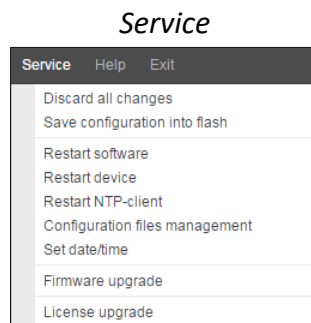 Service
Service Help Exit
Discard all changes
Save configuration into flash
Restart software
Restart device
Restart NTP-client
Configuration files management
Set date/time
Firmware upgrade
License upgrade